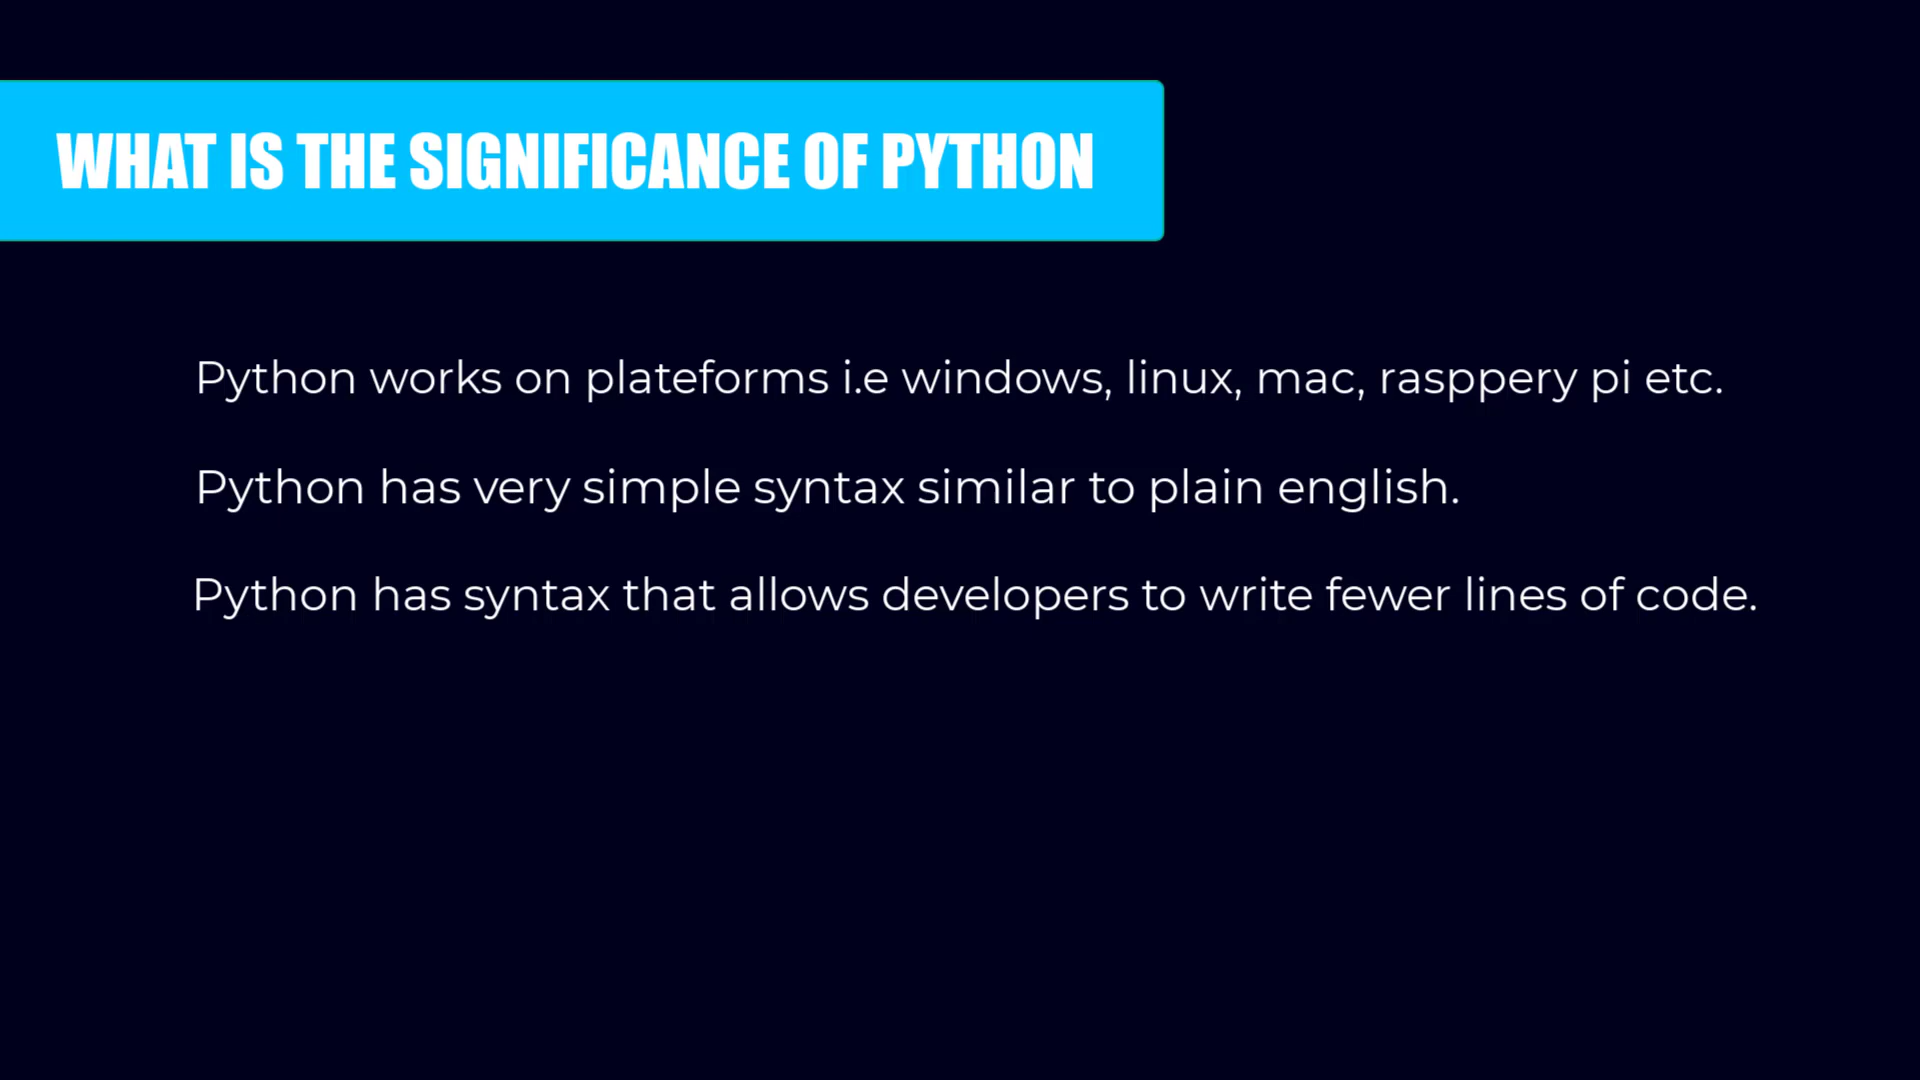 WHAT IS THE SIGNIFICANCE OF PYTHON
Python works on plateforms i.e windows, linux, mac, rasppery pi etc.
Python has very simple syntax similar to plain english.
Python has syntax that allows developers to write fewer lines of code.